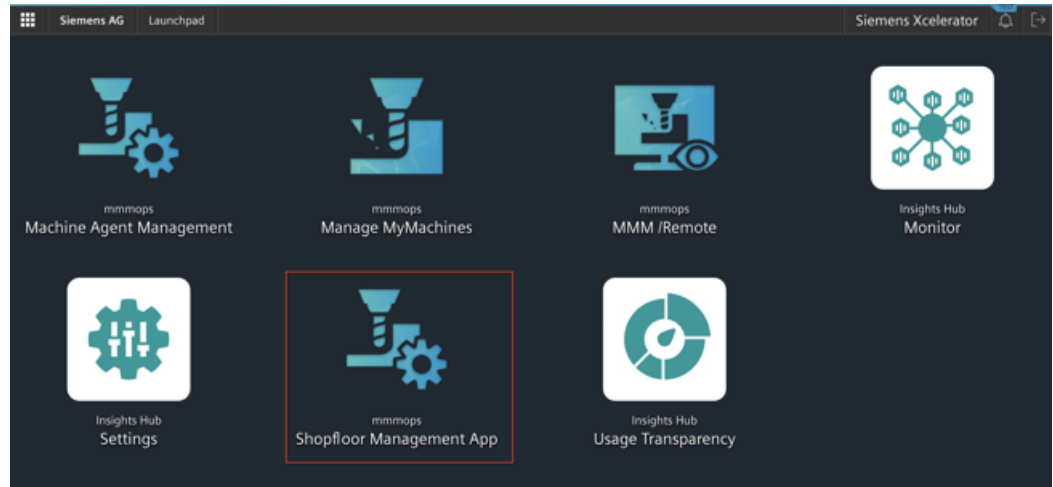 Siemens AG Launchpad Siemens Xcelerator
mmmops
Machine Agent Management
mmmops
Manage MyMachines
mmmops
MMM /Remote
Insights Hub
Monitor
Insights Hub
Settings
mmmops
Shopfloor Management App
Insights Hub
Usage Transparency